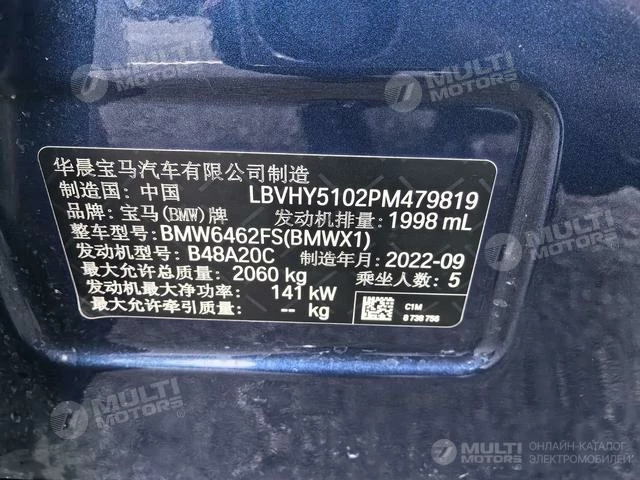 MULTI MOTORS
MULTI MOTORS
华晨宝马汽车有限公司制造
制造国：中国 LBVHY5102PM479819
品牌：宝马(BMW)牌 发动机排量：1998 mL
整车型号：BMW6462FS(BMWX1)
发动机型号：B48A20C 制造年月：2022-09
最大允许总质量：2060 kg 乘坐人数：5
发动机最大净功率： 141 kW
最大允许牵引质量： -- kg
C1M
8 738 756
MULTI MOTORS
MULTI MOTORS
ОНЛАЙН-КАТАЛОГ
ЭЛЕКТРОМОБИЛЕЙ